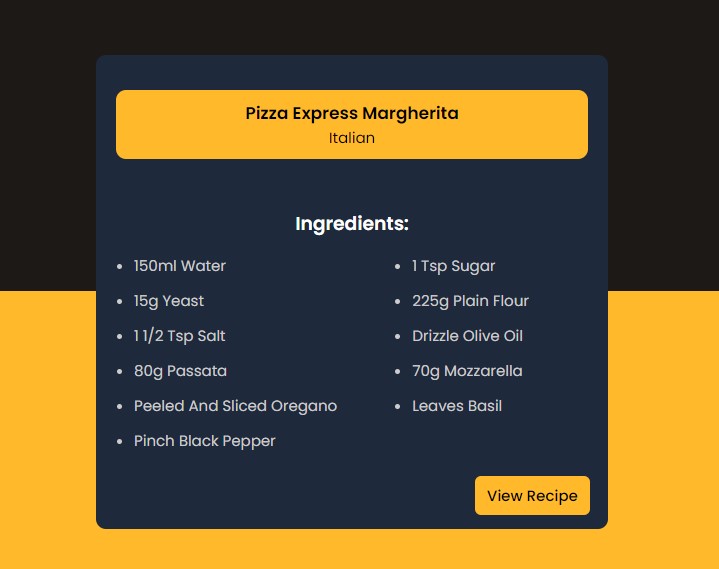 Pizza Express Margherita
Italian
Ingredients:
150ml Water
1 Tsp Sugar
15g Yeast
225g Plain Flour
1 1/2 Tsp Salt
Drizzle Olive Oil
80g Passata
70g Mozzarella
Peeled And Sliced Oregano
Leaves Basil
Pinch Black Pepper
View Recipe